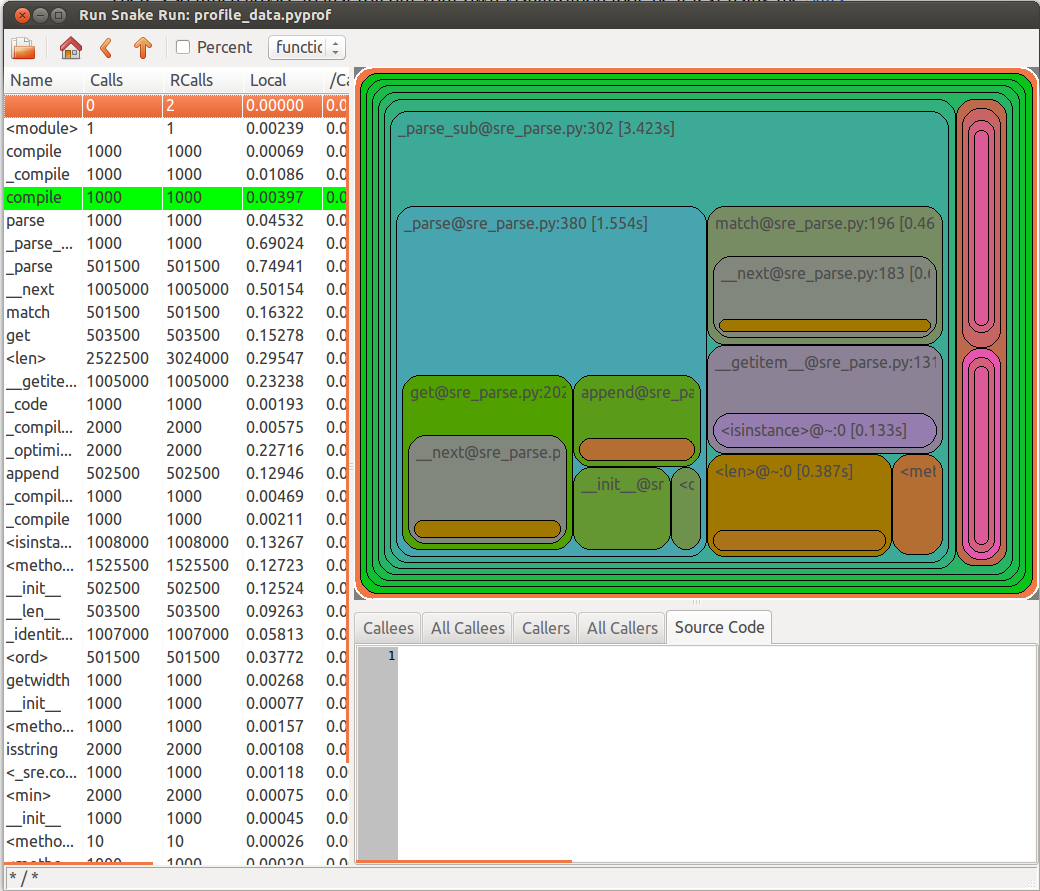 Run Snake Run: profile_data.pyprof
Percent functic
Name Calls RCalls Local /Ca
0 2 0.00000 0.0
<module> 1 1 0.00239 0.0
compile 1000 1000 0.00069 0.0
_compile 1000 1000 0.01086 0.0
compile 1000 1000 0.00397 0.0
parse 1000 1000 0.04532 0.0
_parse_... 1000 1000 0.69024 0.0
_parse 501500 501500 0.74941 0.0
__next 1005000 1005000 0.50154 0.0
match 501500 501500 0.16322 0.0
get 503500 503500 0.15278 0.0
<len> 2522500 3024000 0.29547 0.0
__getite... 1005000 1005000 0.23238 0.0
_code 1000 1000 0.00193 0.0
_compil... 2000 2000 0.00575 0.0
_optimi... 2000 2000 0.22716 0.0
append 502500 502500 0.12946 0.0
_compil... 1000 1000 0.00469 0.0
_compile 1000 1000 0.00211 0.0
<isinsta... 1008000 1008000 0.13267 0.0
<metho... 1525500 1525500 0.12723 0.0
__init__ 502500 502500 0.12524 0.0
__len__ 503500 503500 0.09263 0.0
_identit... 1007000 1007000 0.05813 0.0
<ord> 501500 501500 0.03772 0.0
getwidth 1000 1000 0.00268 0.0
__init__ 1000 1000 0.00077 0.0
<metho... 1000 1000 0.00157 0.0
isstring 2000 2000 0.00108 0.0
<_sre.co... 1000 1000 0.00118 0.0
<min> 2000 2000 0.00075 0.0
__init__ 1000 1000 0.00045 0.0
<metho... 10 10 0.00026 0.0
<metho 1000 1000 0.00020 0.0
_parse_sub@sre_parse.py:302 [3.423s]
_parse@sre_parse.py:380 [1.554s]
match@sre_parse.py:196 [0.46
__next@sre_parse.py:183 [0.6
__getitem__@sre_parse.py:131
get@sre_parse.py:202
append@sre_pa
<isinstance>@~:0 [0.133s]
__next@sre_parse.p
__init__@sr
<c
<len>@~:0 [0.387s]
<met
Callees All Callees Callers All Callers Source Code
1
* / *